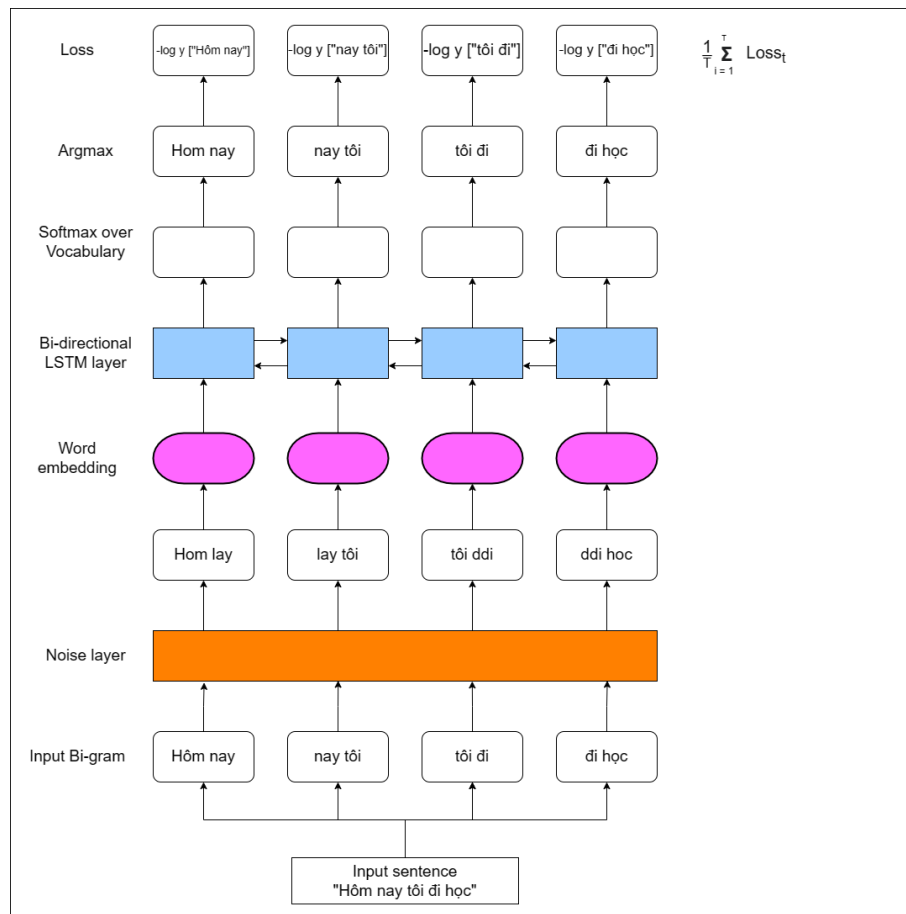 Loss
-log y ["Hôm nay"]
-log y ["nay tôi"]
-log y ["tôi đi"]
-log y ["đi học"]
1/T Σ Loss_t
T
i = 1
Argmax
Hom nay
nay tôi
tôi đi
đi học
Softmax over
Vocabulary
Bi-directional
LSTM layer
Word
embedding
Hom lay
lay tôi
tôi ddi
ddi hoc
Noise layer
Input Bi-gram
Hôm nay
nay tôi
tôi đi
đi học
Input sentence
"Hôm nay tôi đi học"